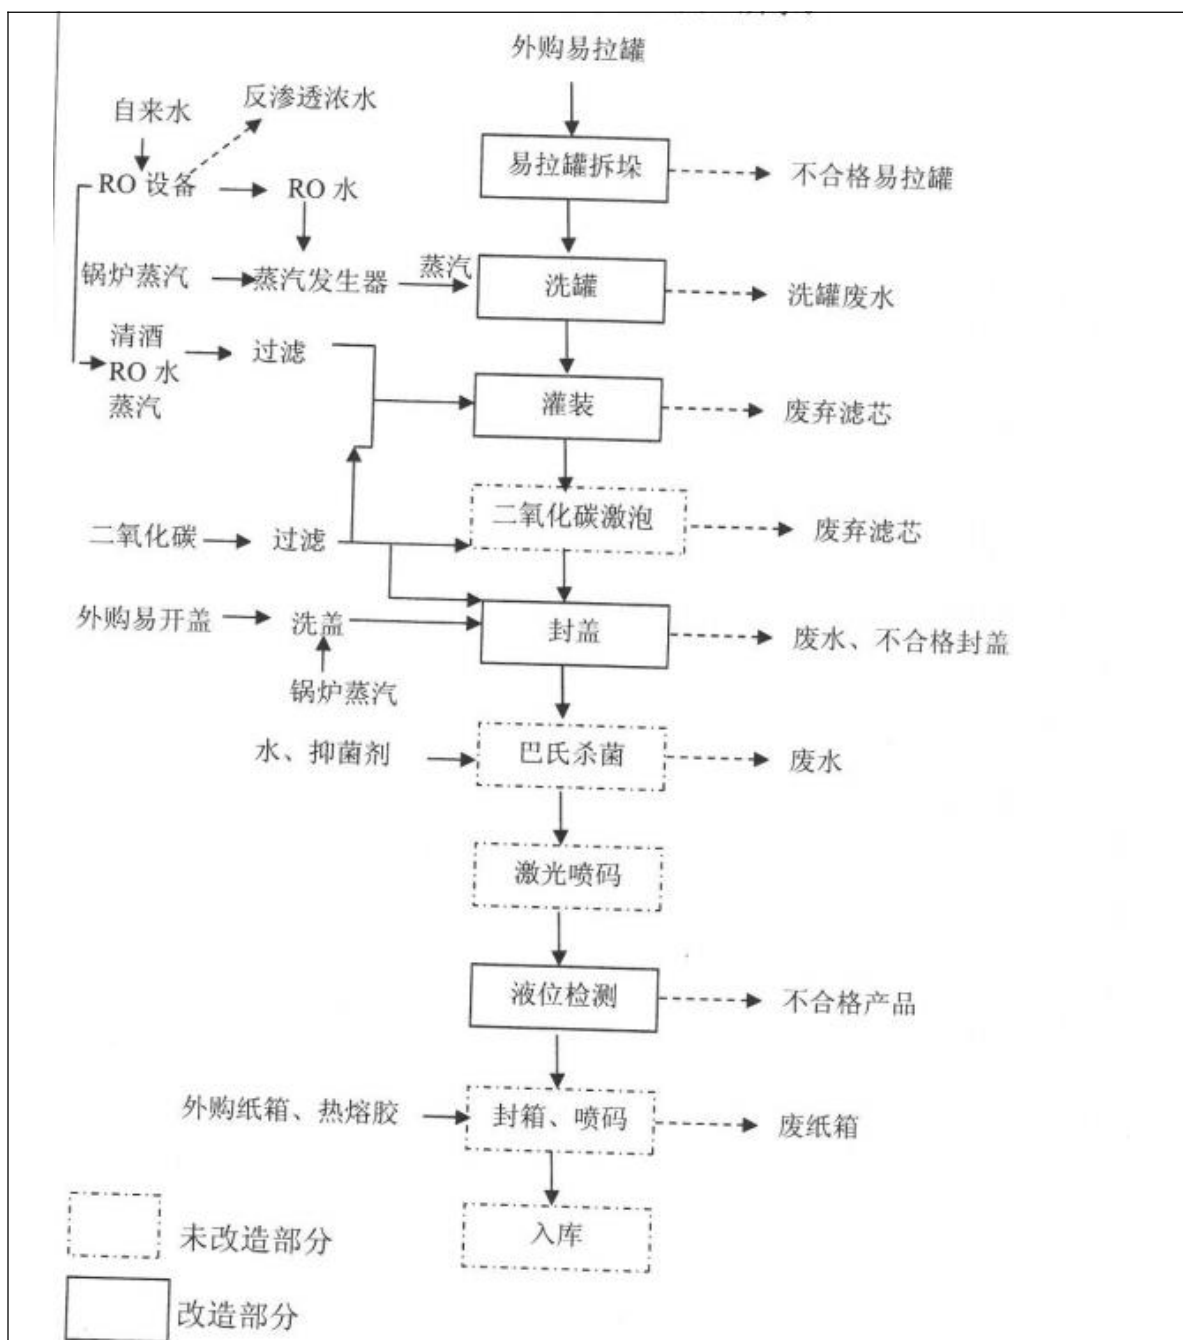 外购易拉罐
自来水
反渗透浓水
易拉罐拆垛
不合格易拉罐
RO 设备
RO 水
锅炉蒸汽
蒸汽发生器
蒸汽
洗罐
洗罐废水
清酒
RO 水
蒸汽
过滤
灌装
废弃滤芯
二氧化碳
过滤
二氧化碳激泡
废弃滤芯
外购易开盖
洗盖
封盖
废水、不合格封盖
锅炉蒸汽
水、抑菌剂
巴氏杀菌
废水
激光喷码
液位检测
不合格产品
外购纸箱、热熔胶
封箱、喷码
废纸箱
入库
未改造部分
改造部分